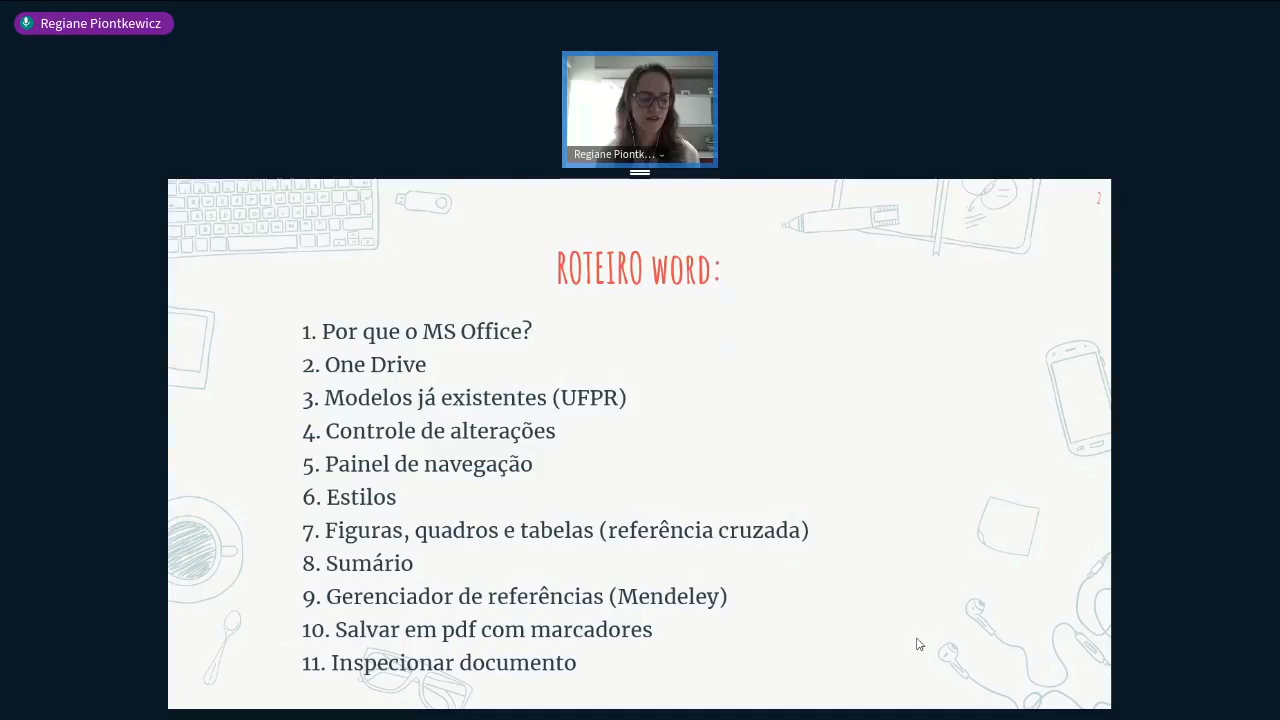 Regiane Piontkewicz
Regiane Piontk...
2
ROTEIRO word:
1. Por que o MS Office?
2. One Drive
3. Modelos já existentes (UFPR)
4. Controle de alterações
5. Painel de navegação
6. Estilos
7. Figuras, quadros e tabelas (referência cruzada)
8. Sumário
9. Gerenciador de referências (Mendeley)
10. Salvar em pdf com marcadores
11. Inspecionar documento